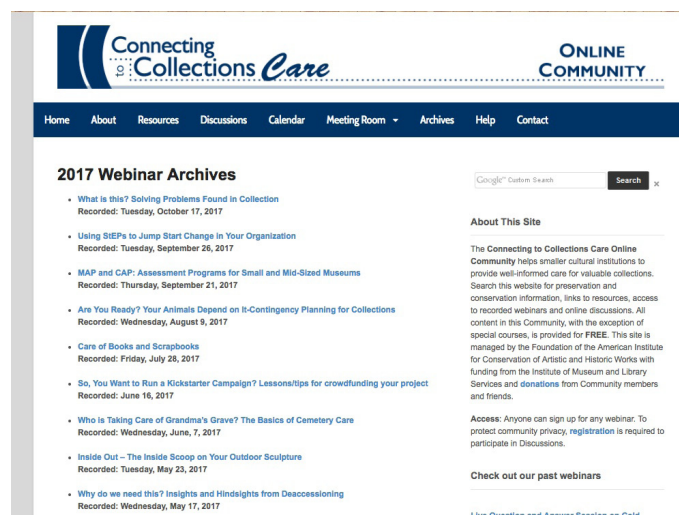 Connecting
to Collections Care
ONLINE
COMMUNITY
Home About Resources Discussions Calendar Meeting Room Archives Help Contact
2017 Webinar Archives
What is this? Solving Problems Found in Collection
Recorded: Tuesday, October 17, 2017
Using StEPs to Jump Start Change in Your Organization
Recorded: Tuesday, September 26, 2017
MAP and CAP: Assessment Programs for Small and Mid-Sized Museums
Recorded: Thursday, September 21, 2017
Are You Ready? Your Animals Depend on It-Contingency Planning for Collections
Recorded: Wednesday, August 9, 2017
Care of Books and Scrapbooks
Recorded: Friday, July 28, 2017
So, You Want to Run a Kickstarter Campaign? Lessons/tips for crowdfunding your project
Recorded: June 16, 2017
Who is Taking Care of Grandma's Grave? The Basics of Cemetery Care
Recorded: Wednesday, June, 7, 2017
Inside Out – The Inside Scoop on Your Outdoor Sculpture
Recorded: Tuesday, May 23, 2017
Why do we need this? Insights and Hindsights from Deaccessioning
Recorded: Wednesday, May 17, 2017
Google™ Custom Search Search ×
About This Site
The Connecting to Collections Care Online
Community helps smaller cultural institutions to
provide well-informed care for valuable collections.
Search this website for preservation and
conservation information, links to resources, access
to recorded webinars and online discussions. All
content in this Community, with the exception of
special courses, is provided for FREE. This site is
managed by the Foundation of the American Institute
for Conservation of Artistic and Historic Works with
funding from the Institute of Museum and Library
Services and donations from Community members
and friends.
Access: Anyone can sign up for any webinar. To
protect community privacy, registration is required to
participate in Discussions.
Check out our past webinars
Live Question and Answer Session on Cold